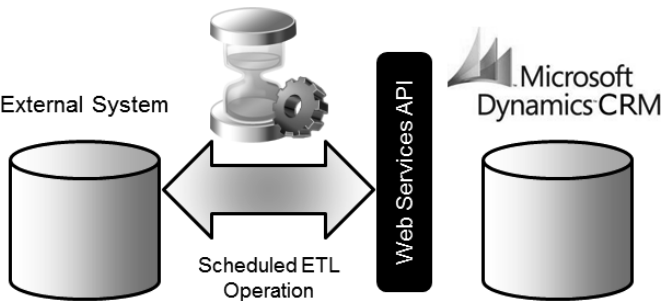 External System
Scheduled ETL
Operation
Web Services API
Microsoft
Dynamics CRM